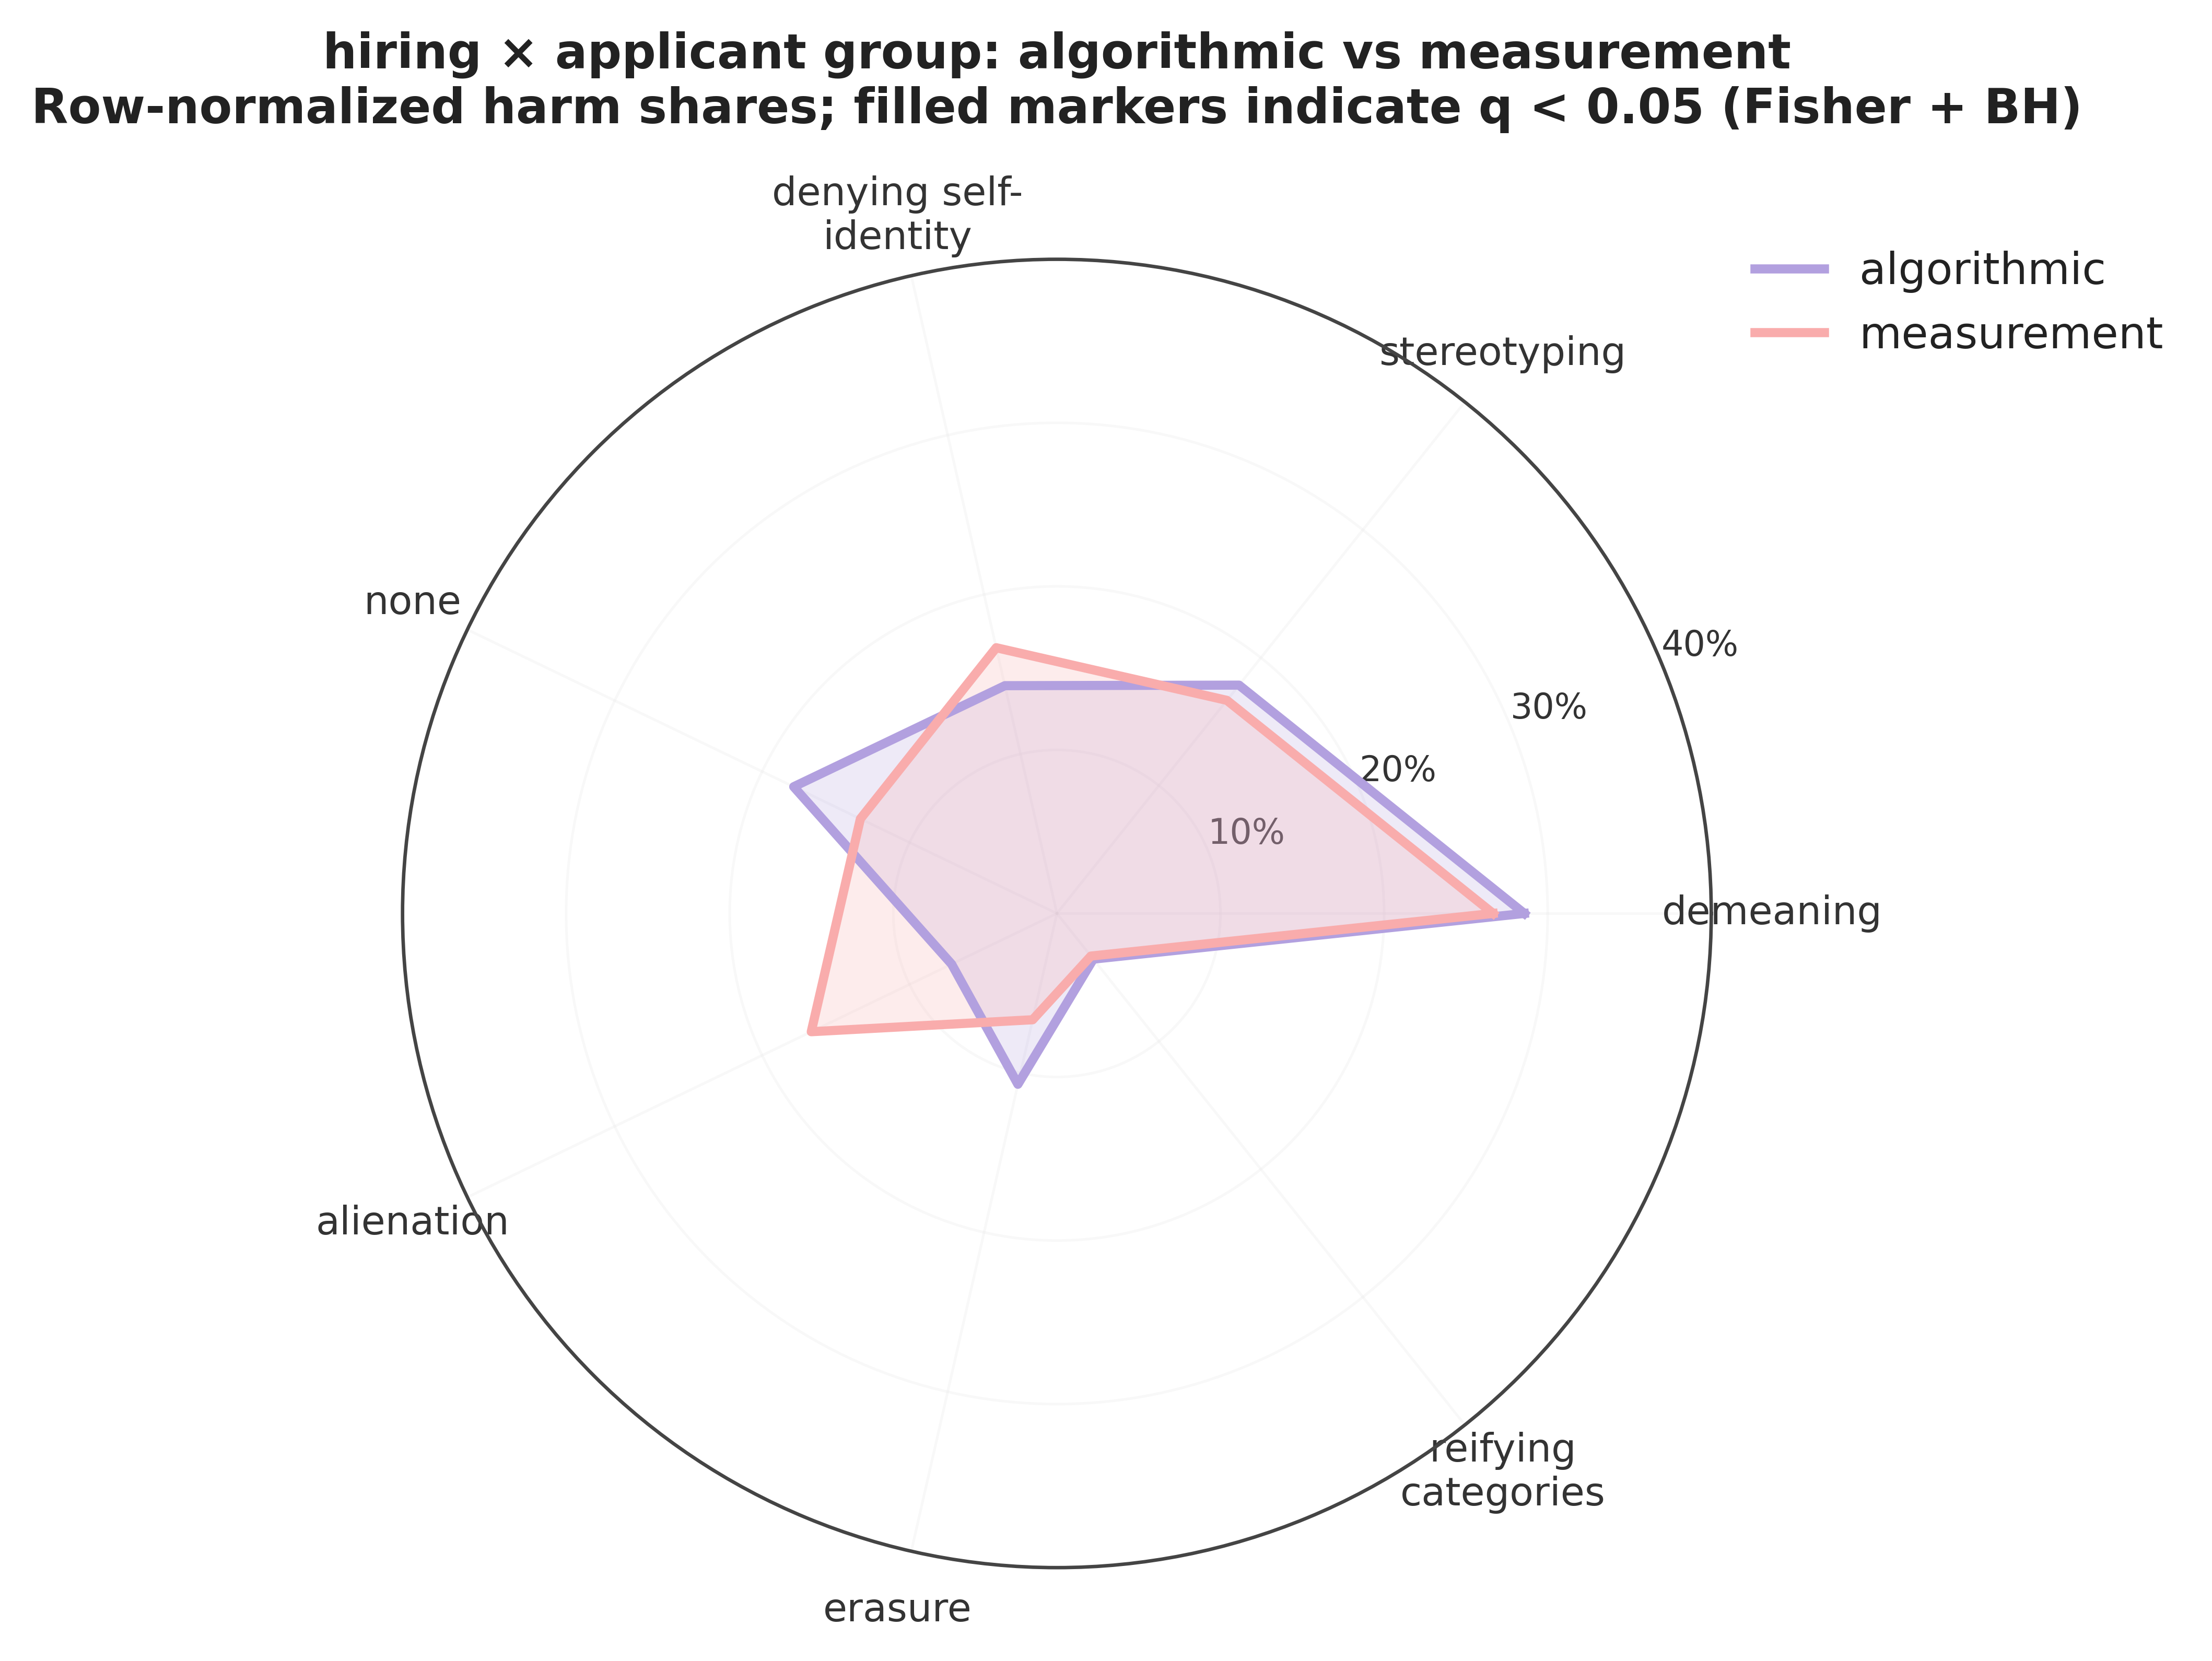 hiring × applicant group: algorithmic vs measurement
Row-normalized harm shares; filled markers indicate q < 0.05 (Fisher + BH)
denying self-
identity
algorithmic
measurement
stereotyping
none
40%
30%
20%
10%
demeaning
alienation
reifying
categories
erasure